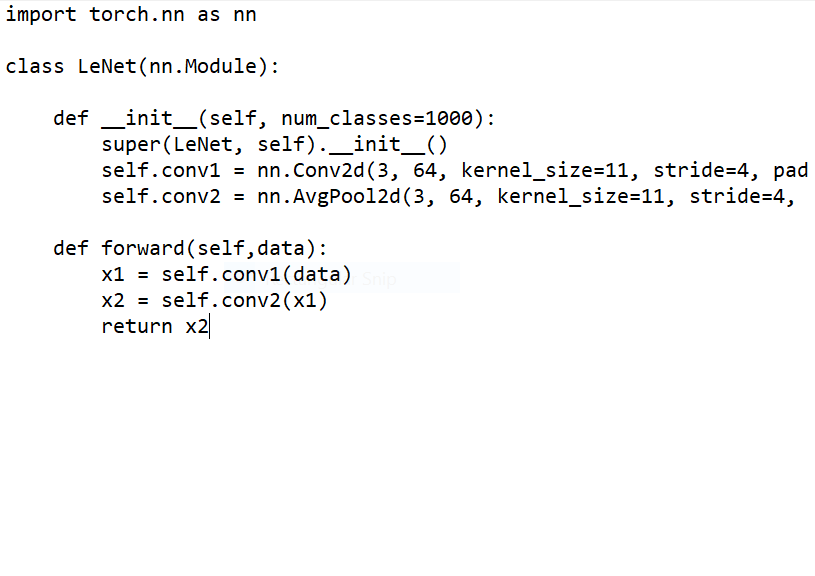 import torch.nn as nn
class LeNet(nn.Module):
def __init__(self, num_classes=1000):
super(LeNet, self).__init__()
self.conv1 = nn.Conv2d(3, 64, kernel_size=11, stride=4, pad
self.conv2 = nn.AvgPool2d(3, 64, kernel_size=11, stride=4,
def forward(self,data):
x1 = self.conv1(data)
x2 = self.conv2(x1)
return x2